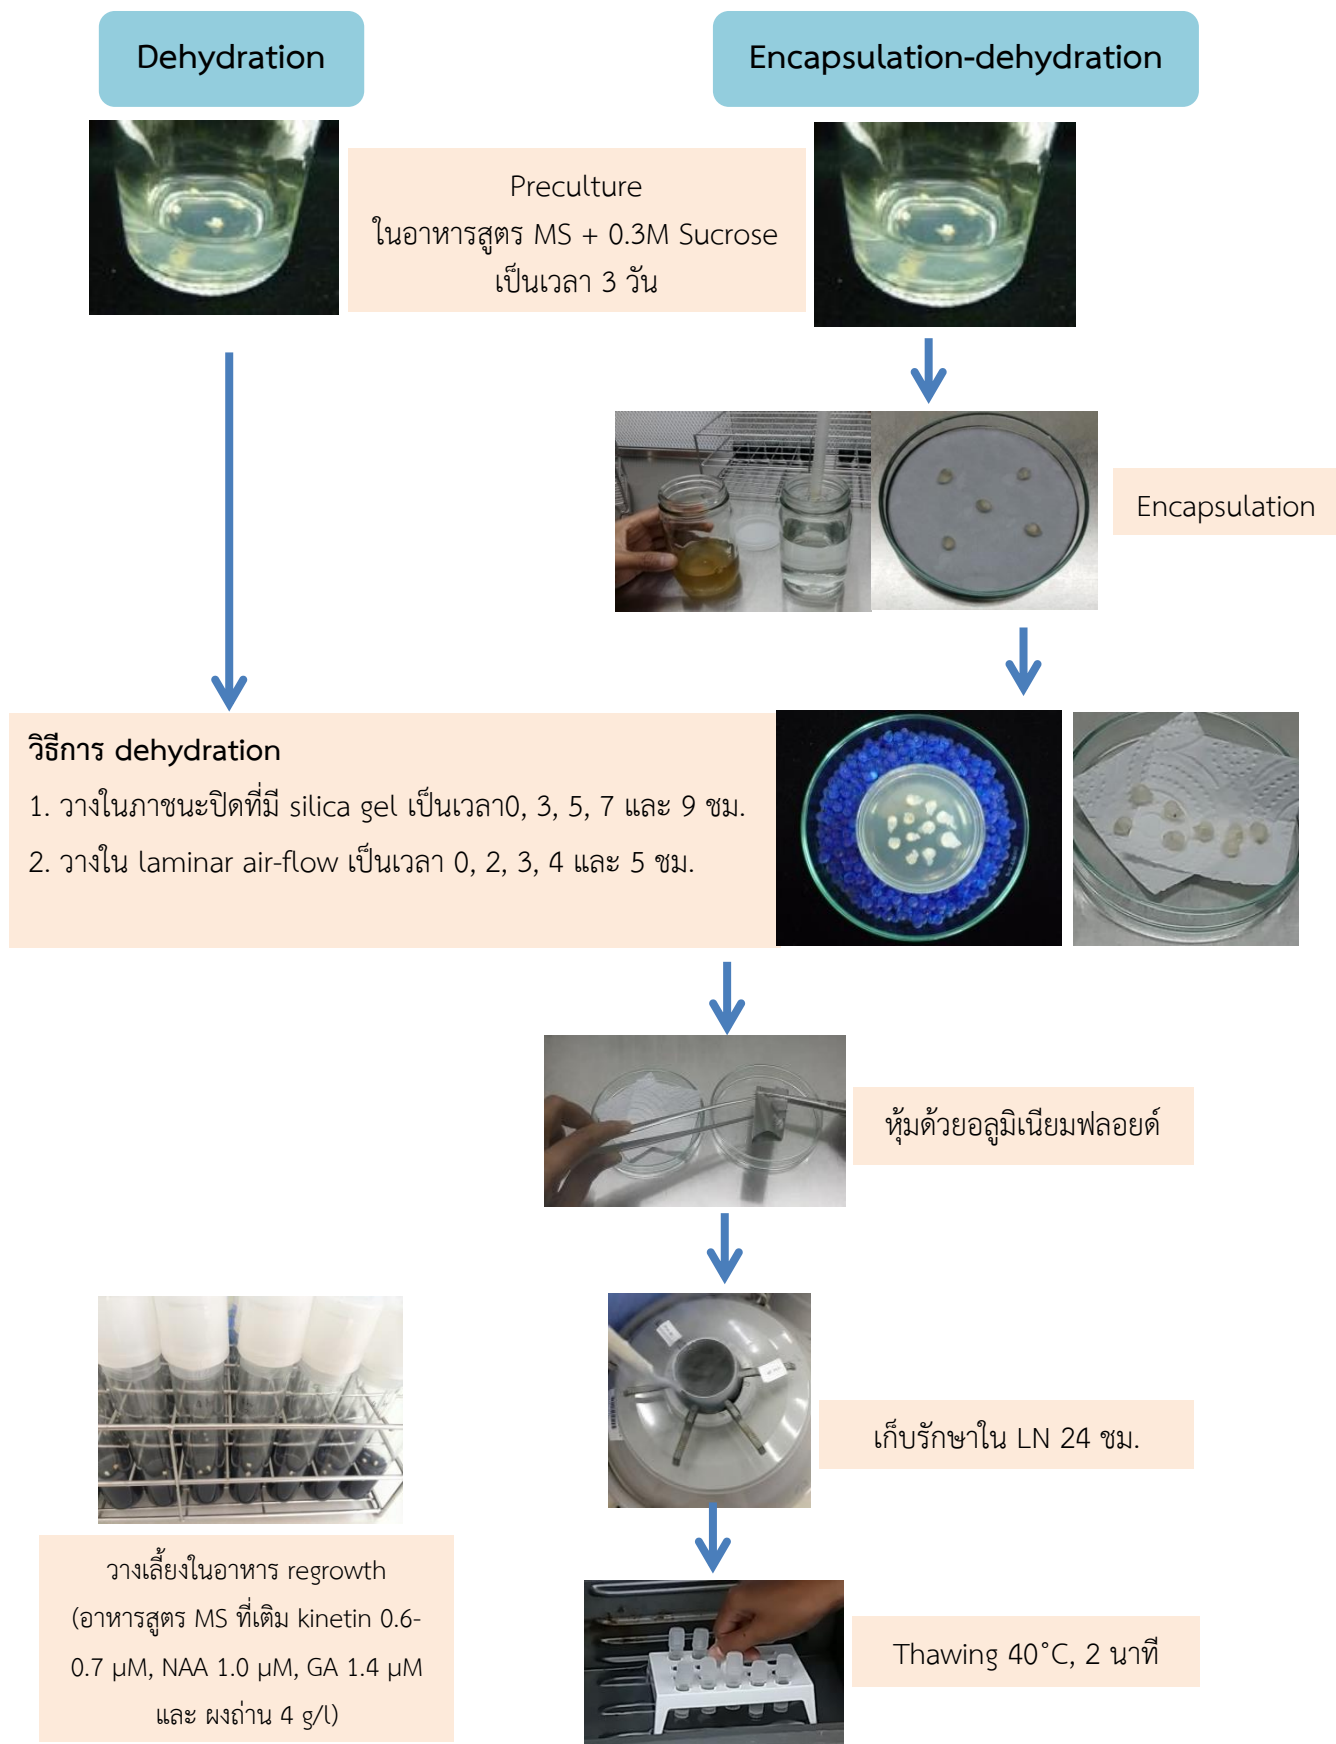 Dehydration
Encapsulation-dehydration
Preculture
ในอาหารสูตร MS + 0.3M Sucrose
เป็นเวลา 3 วัน
Encapsulation
วิธีการ dehydration
1. วางในภาชนะปิดที่มี silica gel เป็นเวลา0, 3, 5, 7 และ 9 ชม.
2. วางใน laminar air-flow เป็นเวลา 0, 2, 3, 4 และ 5 ชม.
หุ้มด้วยอลูมิเนียมฟลอยด์
เก็บรักษาใน LN 24 ชม.
วางเลี้ยงในอาหาร regrowth
(อาหารสูตร MS ที่เติม kinetin 0.6-
0.7 µM, NAA 1.0 µM, GA 1.4 µM
และ ผงถ่าน 4 g/l)
Thawing 40°C, 2 นาที